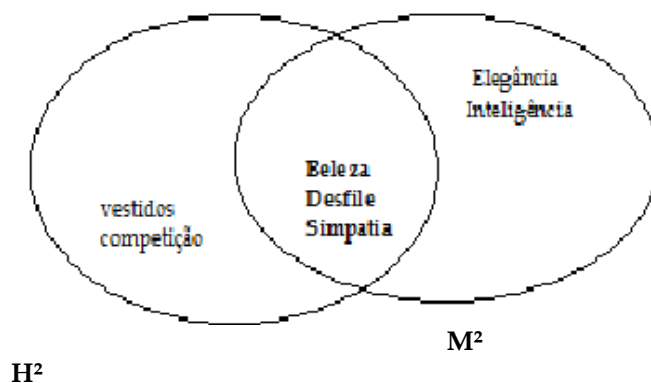 Elegância
Inteligência
Beleza
Desfile
Simpatia
vestidos
competição
M²
H²